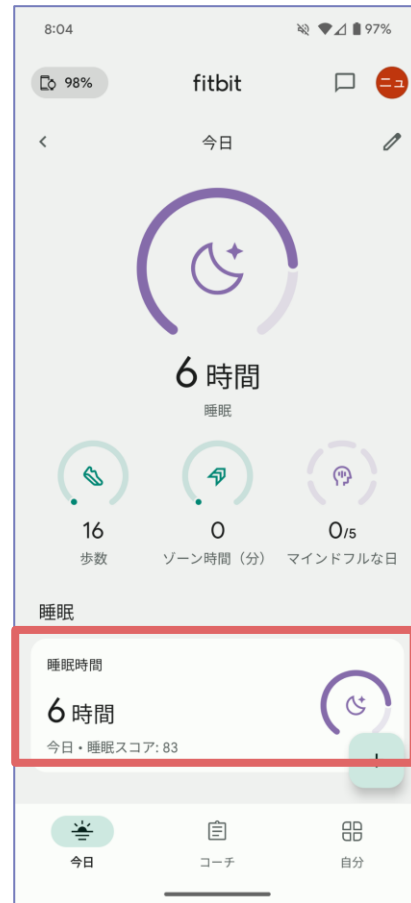 8:04
97%
98%
fitbit
ニュ
今日
6 時間
睡眠
16
0
0/5
歩数
ゾーン時間（分）
マインドフルな日
睡眠
睡眠時間
6 時間
今日・睡眠スコア: 83
今日
コーチ
自分